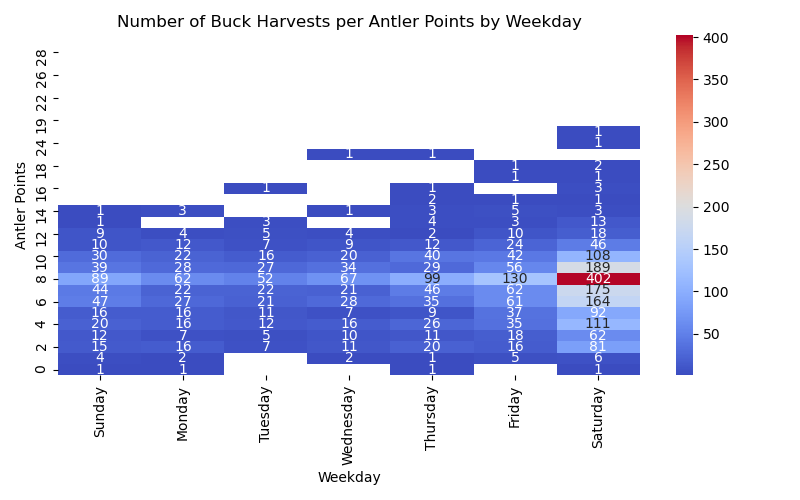 Number of Buck Harvests per Antler Points by Weekday
Antler Points
28
26
22
19
1
24
1
1 1
18
1 2
1 1
16
1 1 3
2 1 1
14
1 3 1 3 5 3
1 3 4 3 13
12
9 4 5 4 2 10 18
10 12 7 9 12 24 46
10
30 22 16 20 40 42 108
39 28 27 34 29 56 189
8
89 62 52 67 99 130 402
44 22 22 21 46 62 175
6
47 27 21 28 35 61 164
16 16 11 7 9 37 92
4
20 16 12 16 26 35 111
12 7 5 10 11 18 62
2
15 16 7 11 20 16 81
4 2 2 1 5 6
0
1 1 1 1
Sunday
Monday
Tuesday
Wednesday
Thursday
Friday
Saturday
Weekday
400
350
300
250
200
150
100
50